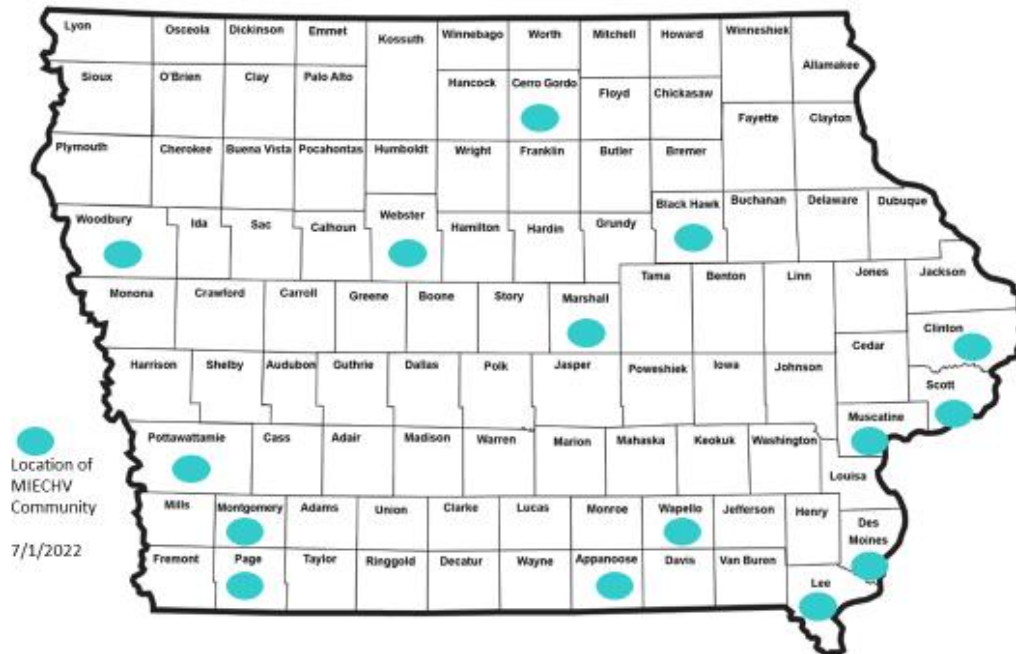 Lyon
Osceola
Dickinson
Emmet
Kossuth
Winnebago
Worth
Mitchell
Howard
Winneshiek
Allamakee
Sioux
O'Brien
Clay
Palo Alto
Hancock
Cerro Gordo
Floyd
Chickasaw
Fayette
Clayton
Plymouth
Cherokee
Buena Vista
Pocahontas
Humboldt
Wright
Franklin
Butler
Bremer
Woodbury
Ida
Sac
Calhoun
Webster
Hamilton
Hardin
Grundy
Black Hawk
Buchanan
Delaware
Dubuque
Monona
Crawford
Carroll
Greene
Boone
Story
Marshall
Tama
Benton
Linn
Jones
Jackson
Clinton
Cedar
Harrison
Shelby
Audubon
Guthrie
Dallas
Polk
Jasper
Poweshiek
Iowa
Johnson
Scott
Muscatine
Pottawattamie
Cass
Adair
Madison
Warren
Marion
Mahaska
Keokuk
Washington
Louisa
Location of
MIECHV
Community
7/1/2022
Mills
Montgomery
Adams
Union
Clarke
Lucas
Monroe
Wapello
Jefferson
Henry
Des
Moines
Fremont
Page
Taylor
Ringgold
Decatur
Wayne
Appanoose
Davis
Van Buren
Lee